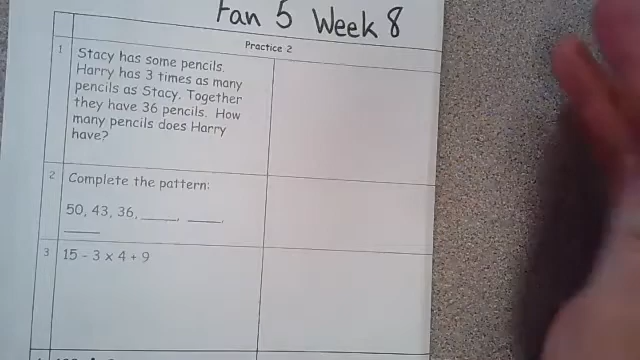 Fan 5 Week 8
Practice 2
1
Stacy has some pencils.
Harry has 3 times as many
pencils as Stacy. Together
they have 36 pencils. How
many pencils does Harry
have?
2
Complete the pattern:
50, 43, 36, _____, _____,
_____
3
15 - 3 x 4 + 9